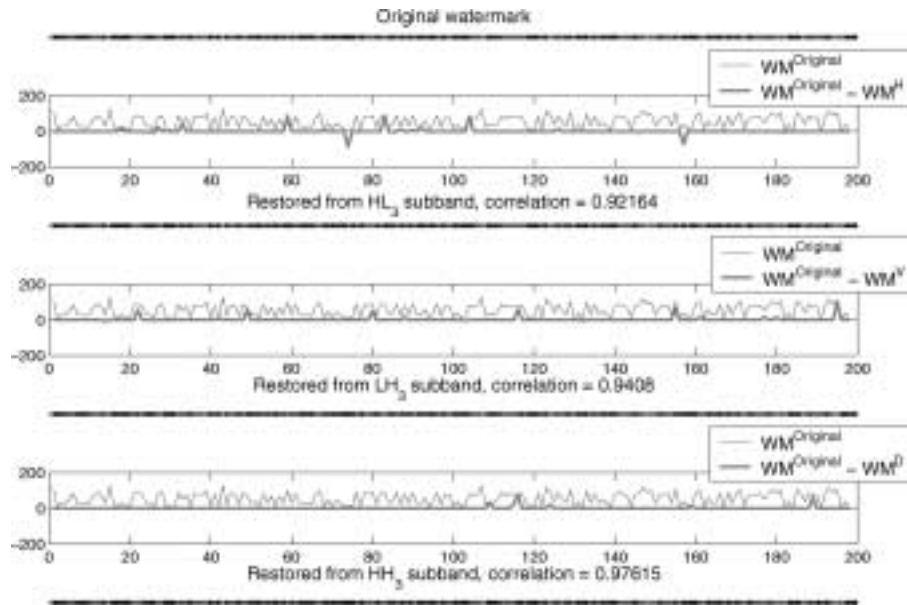 Original watermark
WM^Original
WM^Original – WM^H
200
0
−200
0 20 40 60 80 100 120 140 160 180 200
Restored from HL_3 subband, correlation = 0.92164
WM^Original
WM^Original – WM^V
200
0
−200
0 20 40 60 80 100 120 140 160 180 200
Restored from LH_3 subband, correlation = 0.9408
WM^Original
WM^Original – WM^D
200
0
−200
0 20 40 60 80 100 120 140 160 180 200
Restored from HH_3 subband, correlation = 0.97615